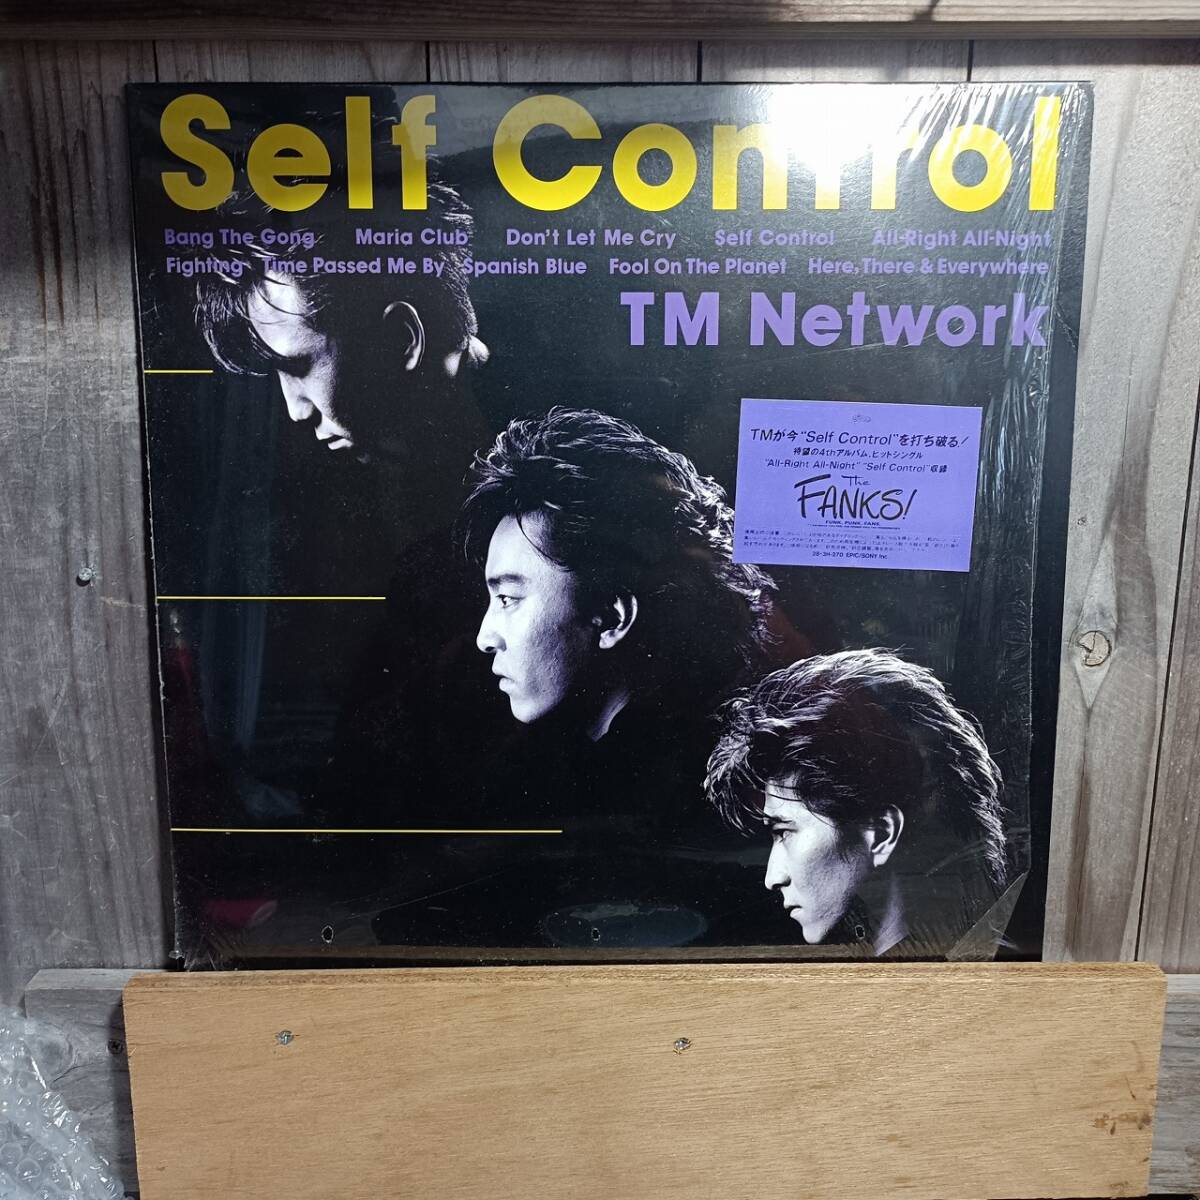 Self Control
Bang The Gong Maria Club Don't Let Me Cry Self Control All-Right All-Night
Fighting Time Passed Me By Spanish Blue Fool On The Planet Here, There & Everywhere
TM Network
TMが今"Self Control"を打ち破る!
待望の4thアルバム、ヒットシングル
"All-Right All-Night" "Self Control"収録
The
FANKS!
FUNK, PUNK, FANS.
28・3H-270 EPIC/SONY Inc